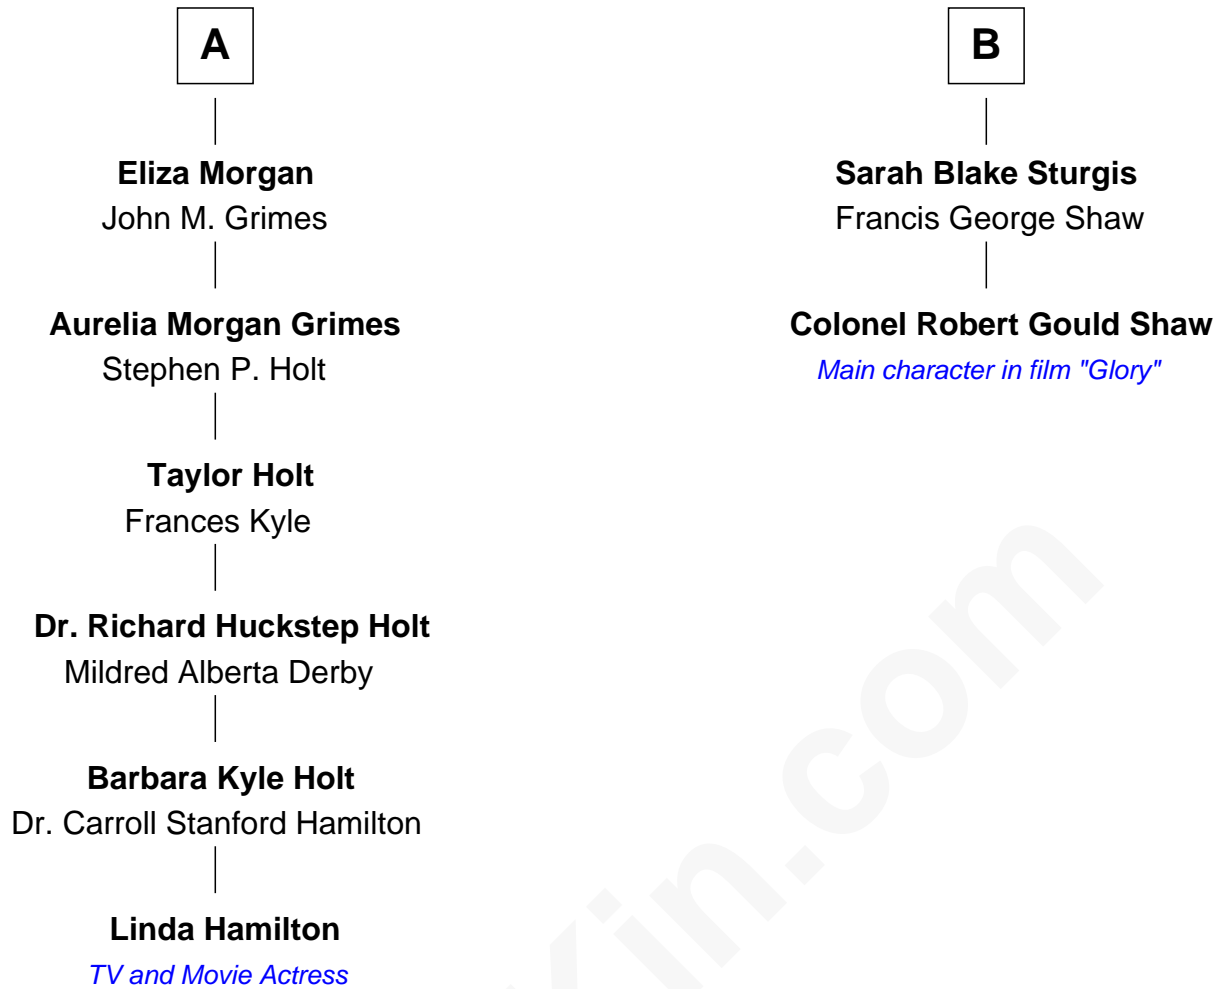 A
Eliza Morgan
John M. Grimes
Aurelia Morgan Grimes
Stephen P. Holt
Taylor Holt
Frances Kyle
Dr. Richard Huckstep Holt
Mildred Alberta Derby
Barbara Kyle Holt
Dr. Carroll Stanford Hamilton
Linda Hamilton
TV and Movie Actress
B
Sarah Blake Sturgis
Francis George Shaw
Colonel Robert Gould Shaw
Main character in film "Glory"
Kin.com